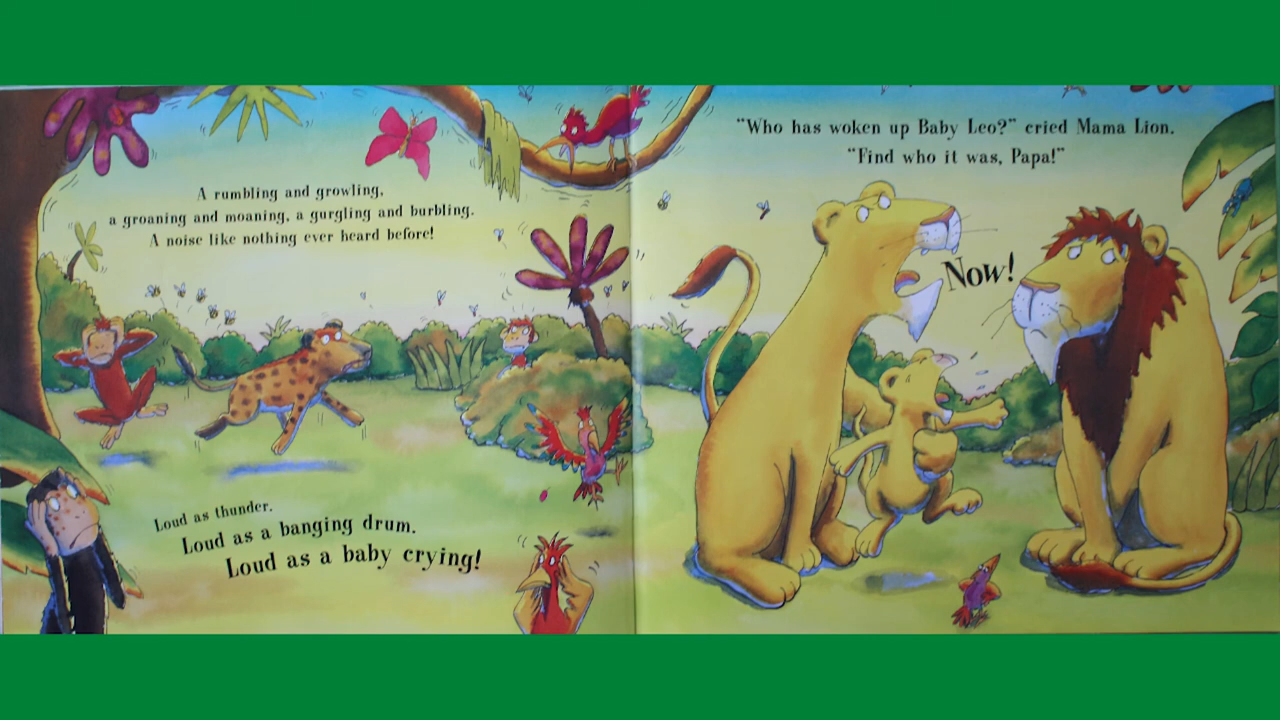 A rumbling and growling,
a groaning and moaning, a gurgling and burbling.
A noise like nothing ever heard before!
Loud as thunder.
Loud as a banging drum.
Loud as a baby crying!
"Who has woken up Baby Leo?" cried Mama Lion.
"Find who it was, Papa!"
Now!